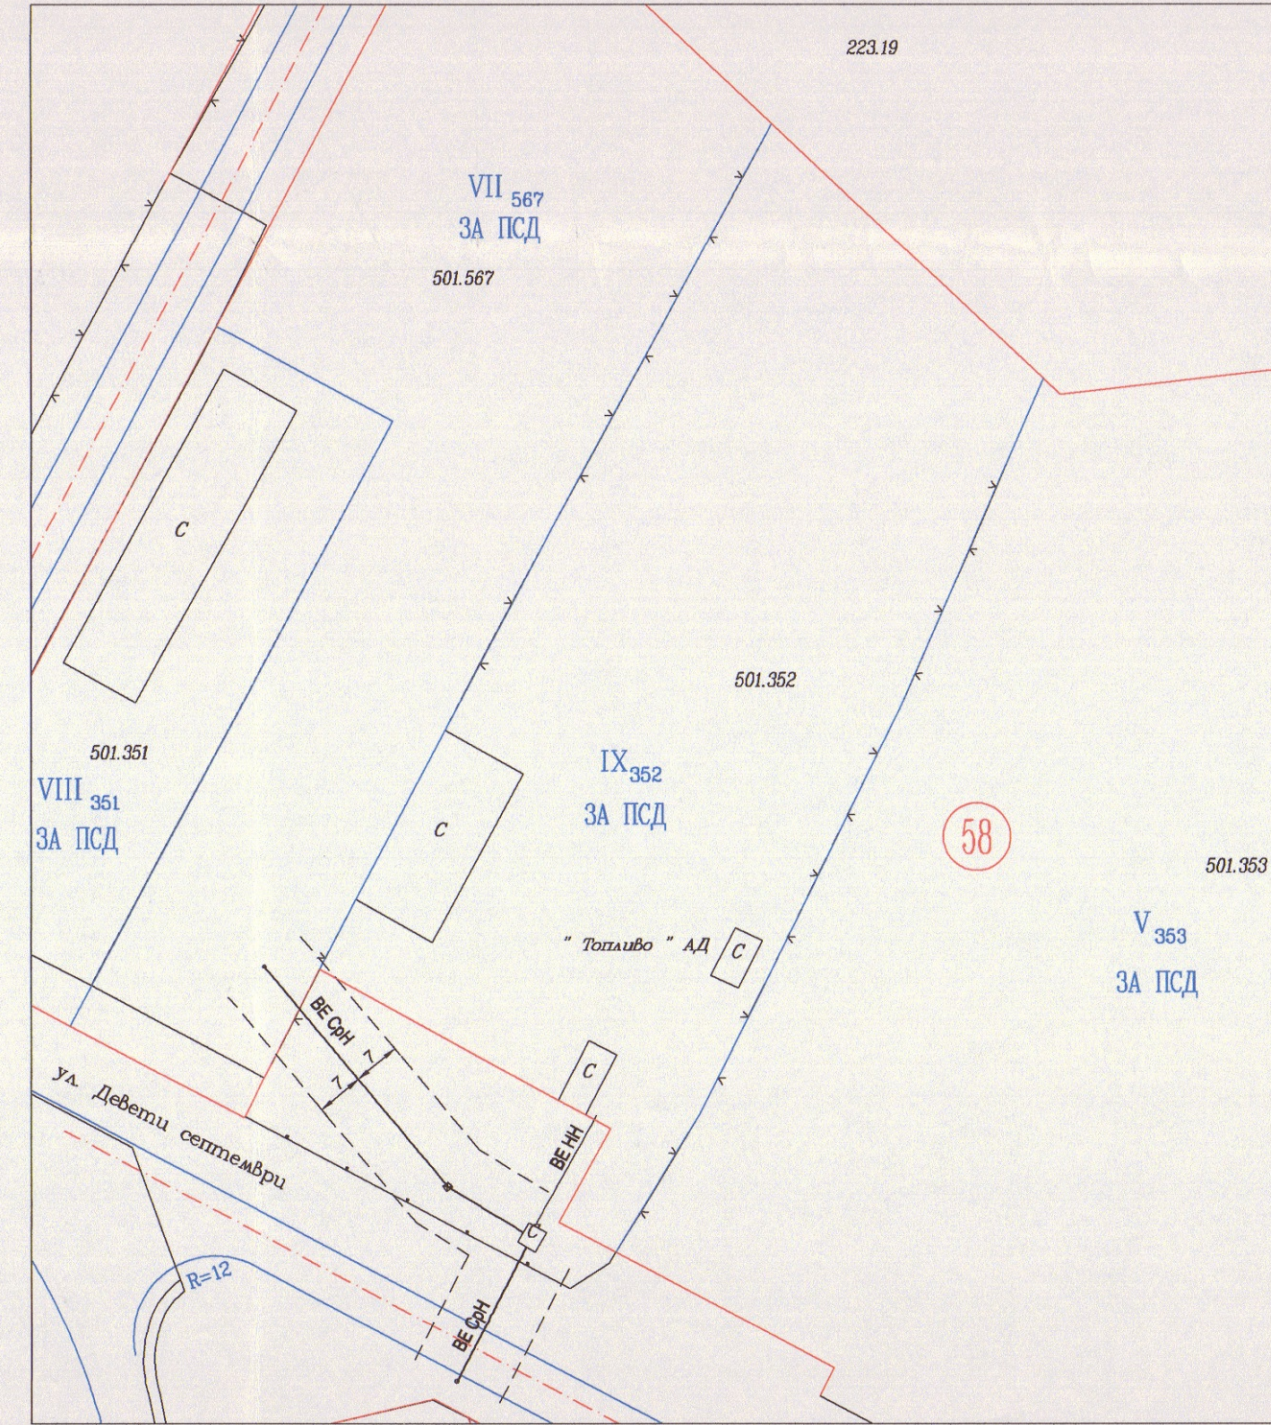 223.19
VII 567
ЗА ПСД
501.567
С
501.352
501.351
VIII 351
ЗА ПСД
IX 352
ЗА ПСД
С
58
501.353
V 353
ЗА ПСД
" Топливо " АД
С
ВЕ СрН
7
7
С
ул. Девети септември
ВЕ НН
С
R=12
ВЕ СрН